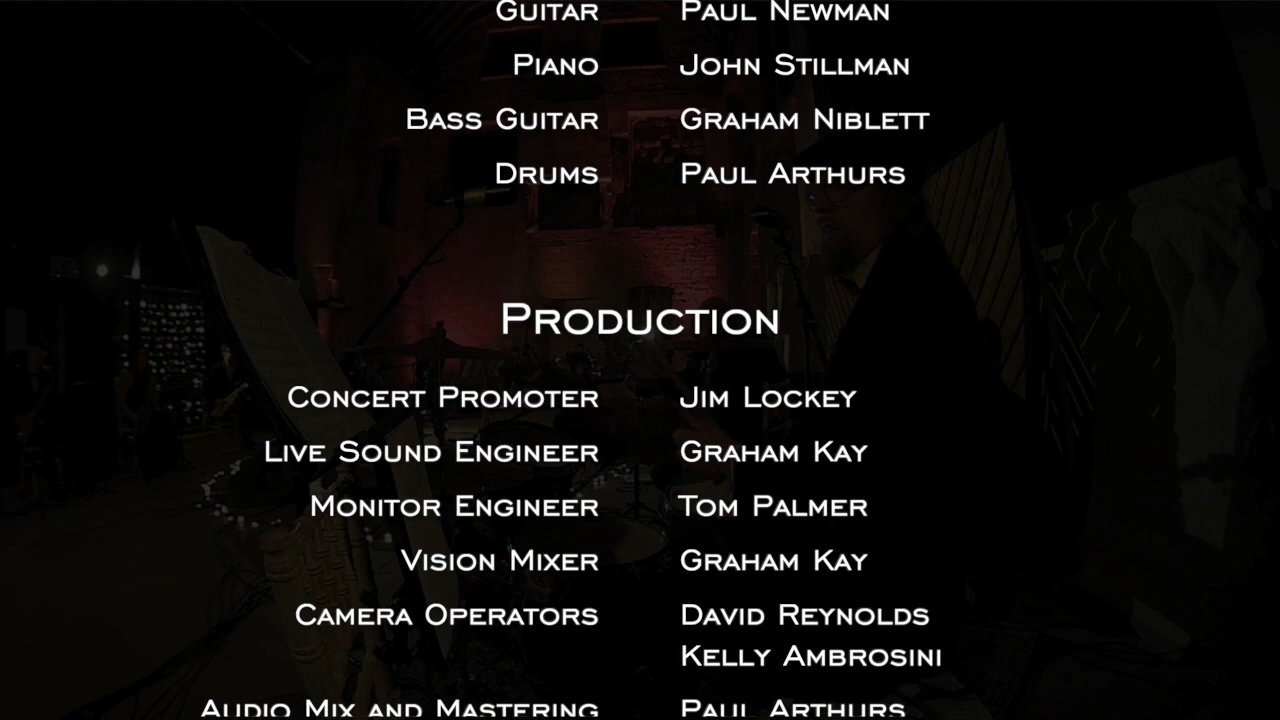 Guitar Paul Newman
Piano John Stillman
Bass Guitar Graham Niblett
Drums Paul Arthurs
Production
Concert Promoter Jim Lockey
Live Sound Engineer Graham Kay
Monitor Engineer Tom Palmer
Vision Mixer Graham Kay
Camera Operators David Reynolds
Kelly Ambrosini
Audio Mix and Mastering Paul Arthurs